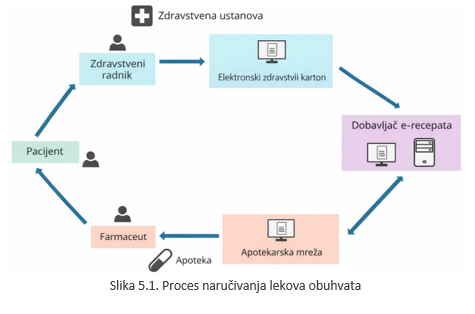 Zdravstvena ustanova
Zdravstveni
radnik
Elektronski zdravstvii karton
Dobavljač e-recepata
Pacijent
Farmaceut
Apotekarska mreža
Apoteka
Slika 5.1. Proces naručivanja lekova obuhvata